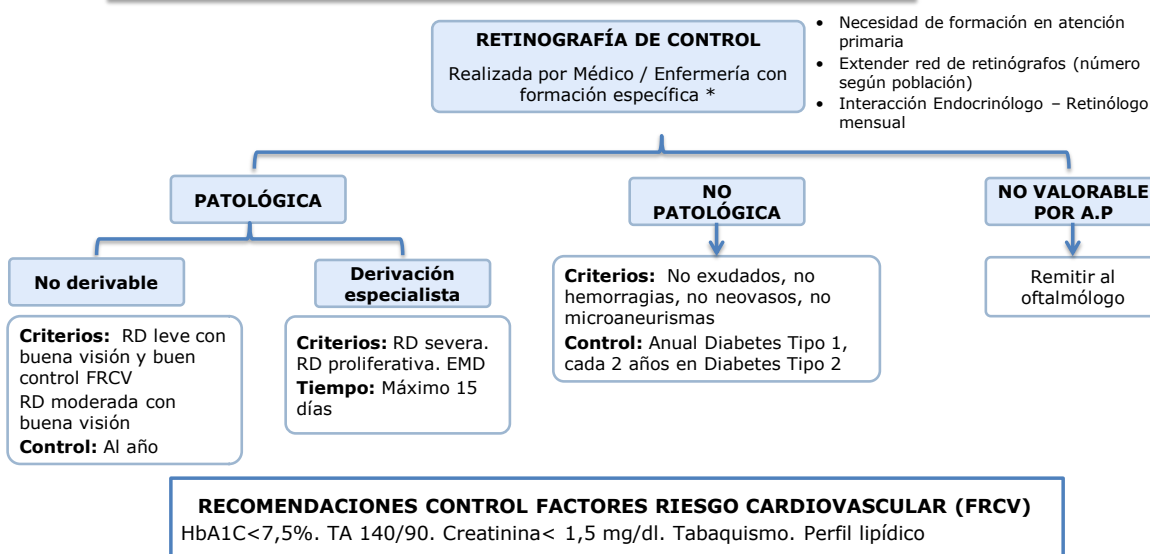 RETINOGRAFÍA DE CONTROL
Realizada por Médico / Enfermería con
formación específica *
• Necesidad de formación en atención
primaria
• Extender red de retinógrafos (número
según población)
• Interacción Endocrinólogo – Retinólogo
mensual
PATOLÓGICA
NO
PATOLÓGICA
NO VALORABLE
POR A.P
No derivable
Derivación
especialista
Criterios: RD leve con
buena visión y buen
control FRCV
RD moderada con
buena visión
Control: Al año
Criterios: RD severa.
RD proliferativa. EMD
Tiempo: Máximo 15
días
Criterios: No exudados, no
hemorragias, no neovasos, no
microaneurismas
Control: Anual Diabetes Tipo 1,
cada 2 años en Diabetes Tipo 2
Remitir al
oftalmólogo
RECOMENDACIONES CONTROL FACTORES RIESGO CARDIOVASCULAR (FRCV)
HbA1C<7,5%. TA 140/90. Creatinina< 1,5 mg/dl. Tabaquismo. Perfil lipídico